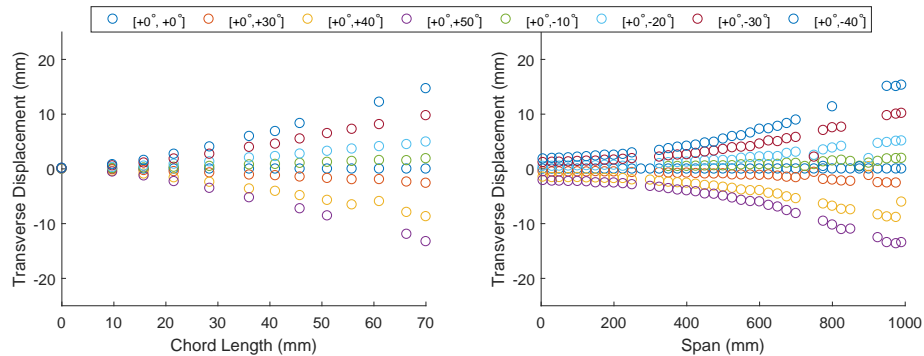 [+0°, +0°] [+0°,+30°] [+0°,+40°] [+0°,+50°] [+0°,-10°] [+0°,-20°] [+0°,-30°] [+0°,-40°]
Transverse Displacement (mm)
20
10
0
-10
-20
0 10 20 30 40 50 60 70
Chord Length (mm)
Transverse Displacement (mm)
20
10
0
-10
-20
0 200 400 600 800 1000
Span (mm)